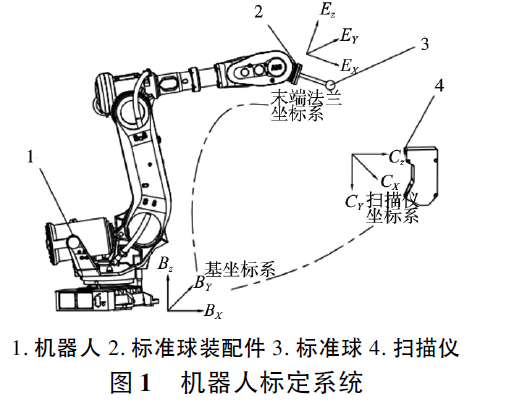 2
E_z
E_Y
3
E_X
4
末端法兰
坐标系
1
C_z
C_X
C_Y 扫描仪
坐标系
B_z
基坐标系
B_Y
B_X
1. 机器人 2. 标准球装配件 3. 标准球 4. 扫描仪
图1 机器人标定系统